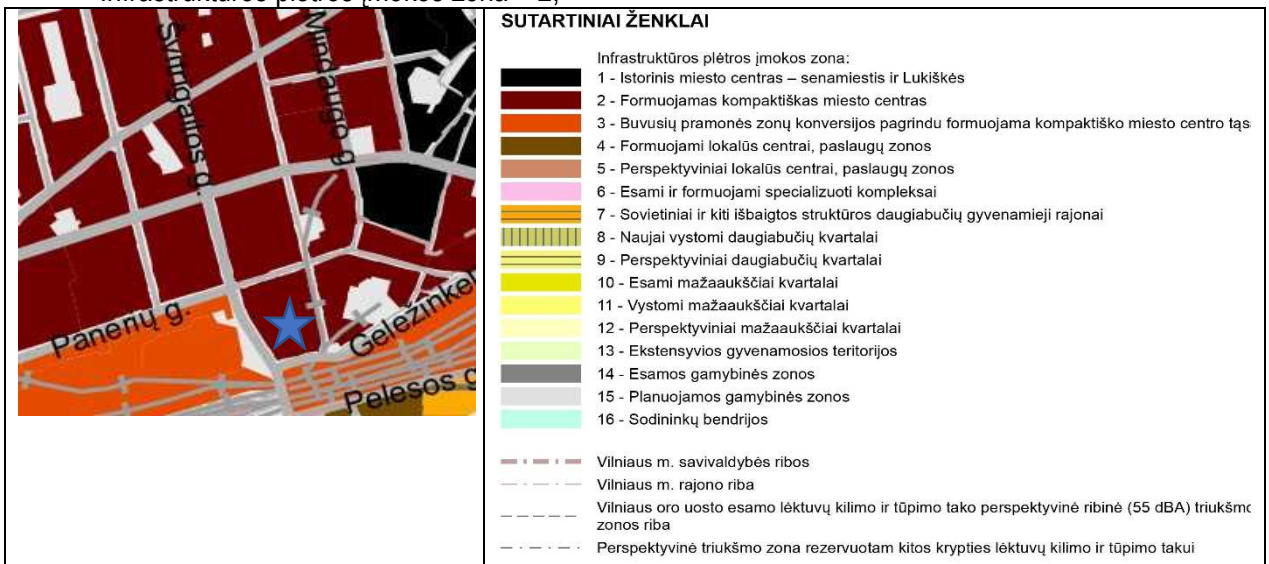 Infrastruktūros plėtros įmokos zona – 2;
Švitrigailos g.
Mindaugo g.
Panerių g.
Geležinkel
Pelesos g
SUTARTINIAI ŽENKLAI
Infrastruktūros plėtros įmokos zona:
1 - Istorinis miesto centras – senamiestis ir Lukiškės
2 - Formuojamas kompaktiškas miesto centras
3 - Buvusių pramonės zonų konversijos pagrindu formuojama kompaktiško miesto centro tąs
4 - Formuojami lokalūs centrai, paslaugų zonos
5 - Perspektyviniai lokalūs centrai, paslaugų zonos
6 - Esami ir formuojami specializuoti kompleksai
7 - Sovietiniai ir kiti išbaigtos struktūros daugiabučių gyvenamieji rajonai
8 - Naujai vystomi daugiabučių kvartalai
9 - Perspektyviniai daugiabučių kvartalai
10 - Esami mažaaukščiai kvartalai
11 - Vystomi mažaaukščiai kvartalai
12 - Perspektyviniai mažaaukščiai kvartalai
13 - Ekstensyvios gyvenamosios teritorijos
14 - Esamos gamybinės zonos
15 - Planuojamos gamybinės zonos
16 - Sodininkų bendrijos
Vilniaus m. savivaldybės ribos
Vilniaus m. rajono riba
Vilniaus oro uosto esamo lėktuvų kilimo ir tūpimo tako perspektyvinė ribinė (55 dBA) triukšmo
zonos riba
Perspektyvinė triukšmo zona rezervuotam kitos krypties lėktuvų kilimo ir tūpimo takui